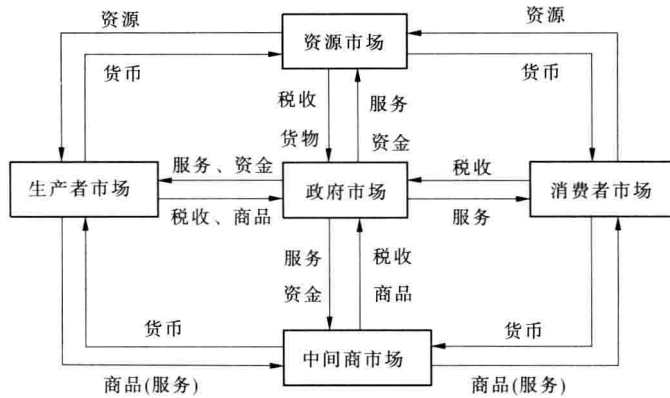 资源
资源市场
资源
货币
货币
税收
服务
货物
资金
生产者市场
服务、资金
税收、商品
政府市场
税收
服务
消费者市场
服务
税收
资金
商品
货币
中间商市场
货币
商品(服务)
商品(服务)